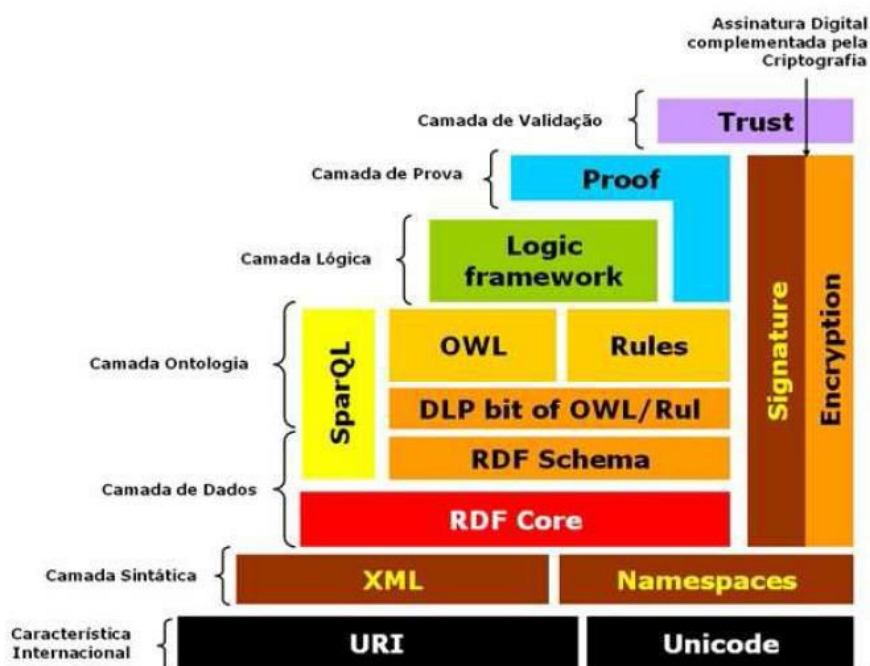 Assinatura Digital
complementada pela
Criptografia
Camada de Validação
Trust
Camada de Prova
Proof
Camada Lógica
Logic
framework
Signature
Encryption
Camada Ontologia
SparQL
OWL
Rules
DLP bit of OWL/Rul
RDF Schema
Camada de Dados
RDF Core
Camada Sintática
XML
Namespaces
Característica
Internacional
URI
Unicode